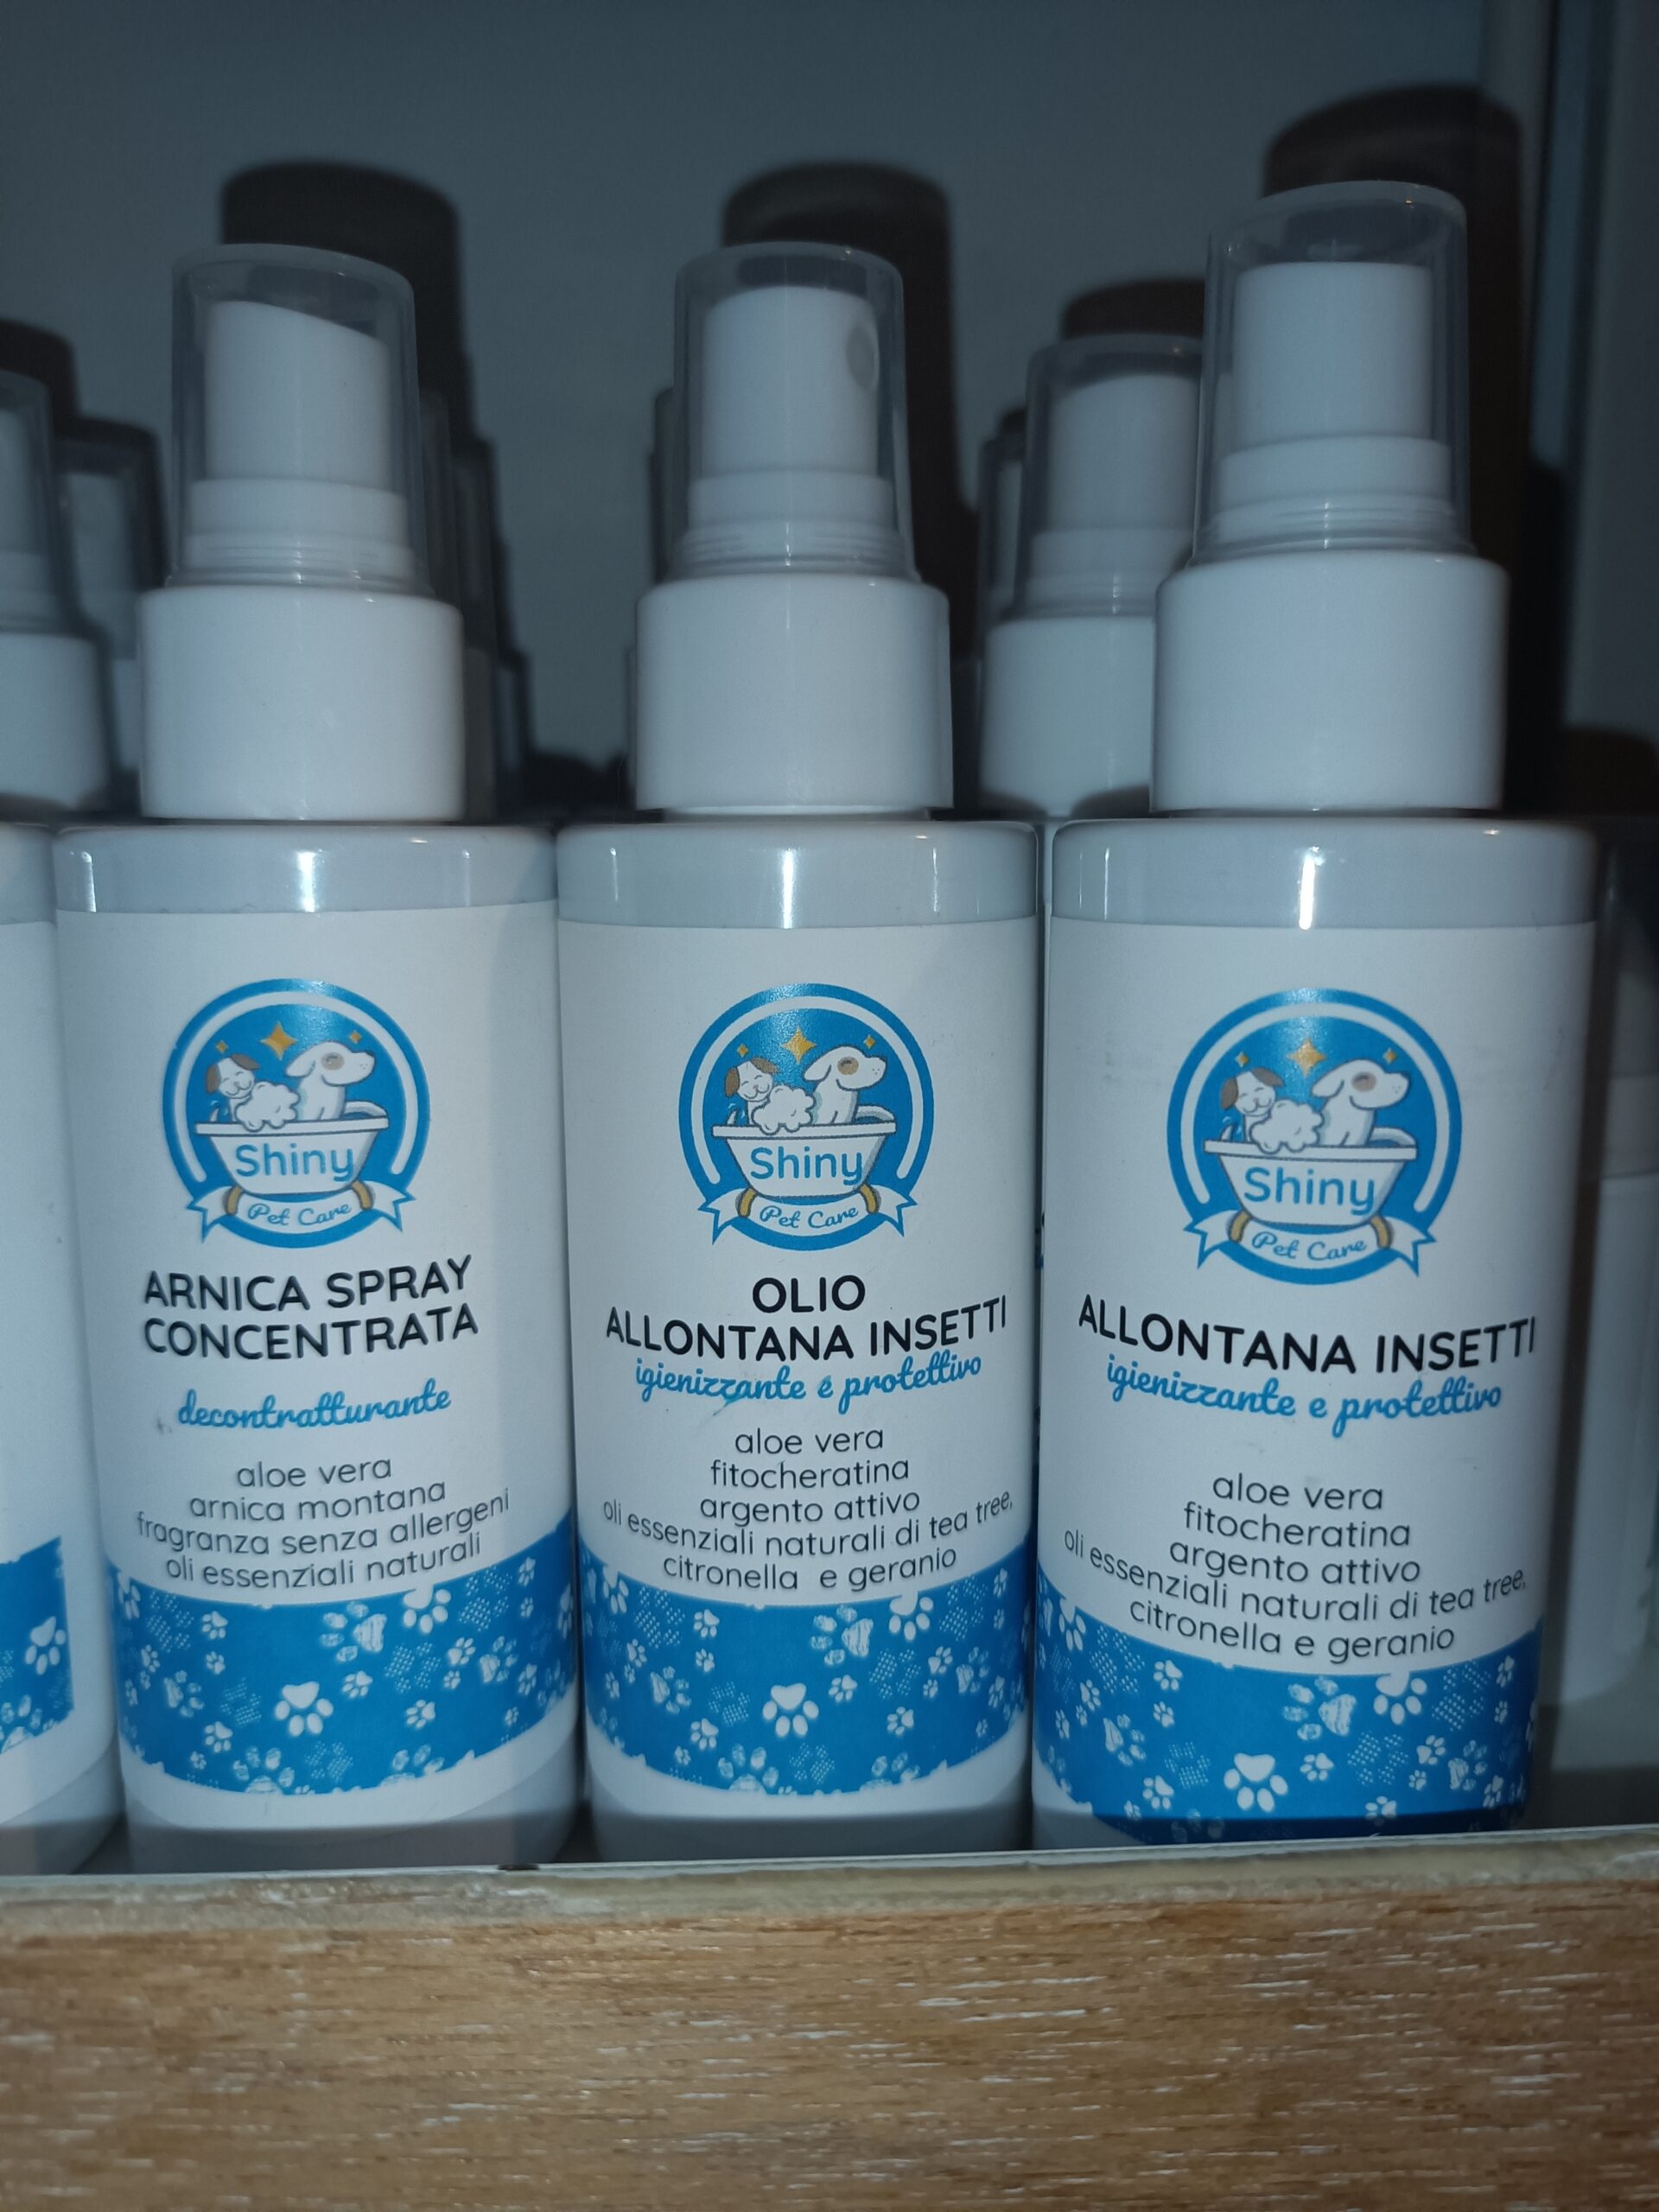 Shiny
Pet Care
ARNICA SPRAY
CONCENTRATA
decontratturante
aloe vera
arnica montana
fragranza senza allergeni
oli essenziali naturali
Shiny
Pet Care
OLIO
ALLONTANA INSETTI
igienizzante e protettivo
aloe vera
fitocheratina
argento attivo
oli essenziali naturali di tea tree,
citronella e geranio
Shiny
Pet Care
ALLONTANA INSETTI
igienizzante e protettivo
aloe vera
fitocheratina
argento attivo
oli essenziali naturali di tea tree,
citronella e geranio